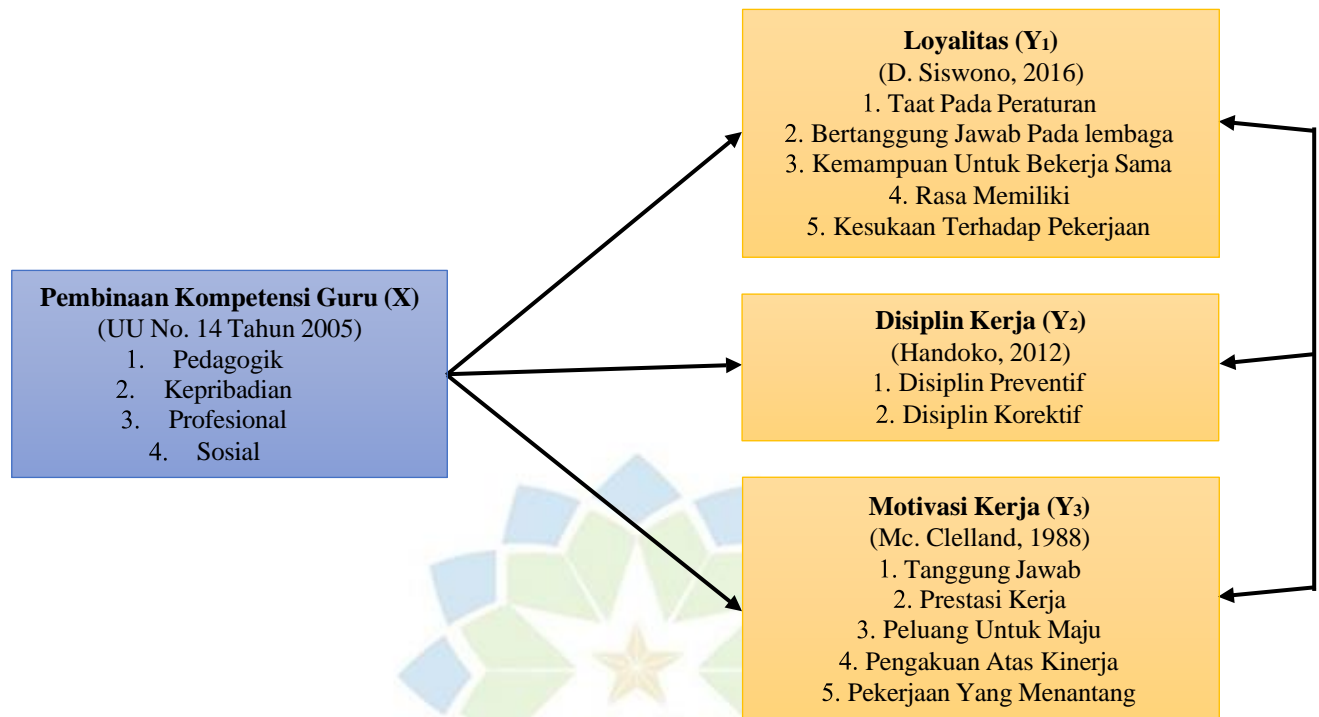 Pembinaan Kompetensi Guru (X)
(UU No. 14 Tahun 2005)
1. Pedagogik
2. Kepribadian
3. Profesional
4. Sosial
Loyalitas (Y₁)
(D. Siswono, 2016)
1. Taat Pada Peraturan
2. Bertanggung Jawab Pada lembaga
3. Kemampuan Untuk Bekerja Sama
4. Rasa Memiliki
5. Kesukaan Terhadap Pekerjaan
Disiplin Kerja (Y₂)
(Handoko, 2012)
1. Disiplin Preventif
2. Disiplin Korektif
Motivasi Kerja (Y₃)
(Mc. Clelland, 1988)
1. Tanggung Jawab
2. Prestasi Kerja
3. Peluang Untuk Maju
4. Pengakuan Atas Kinerja
5. Pekerjaan Yang Menantang